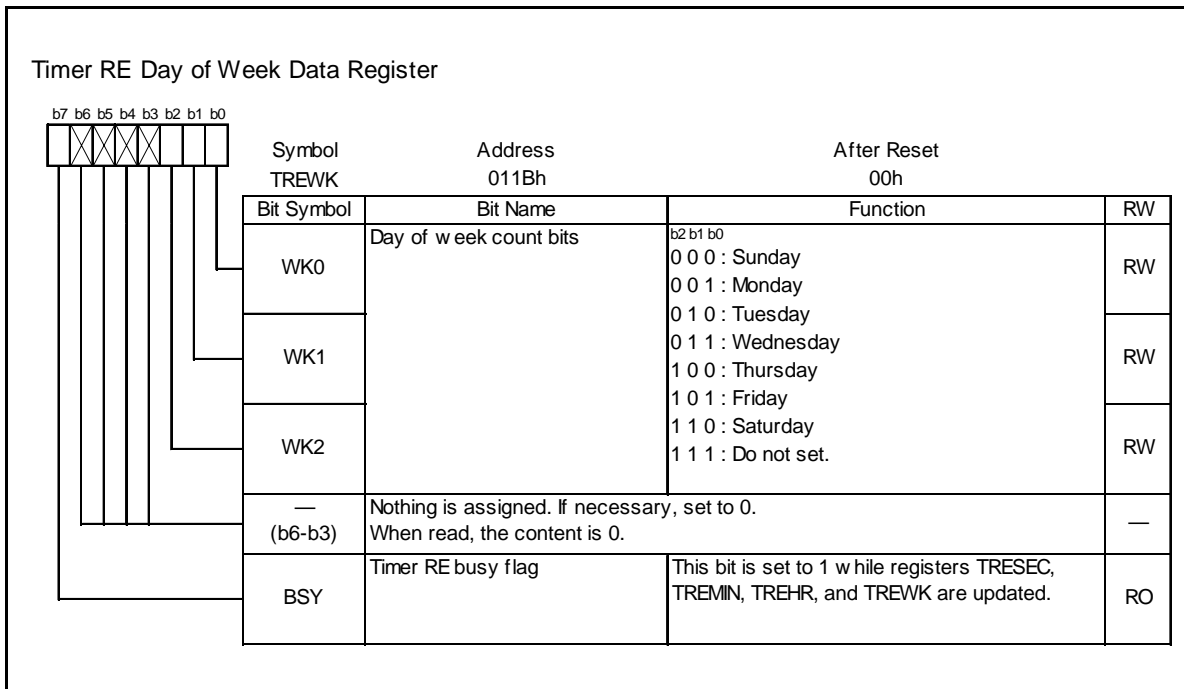 Timer RE Day of Week Data Register
b7 b6 b5 b4 b3 b2 b1 b0
Symbol Address After Reset
TREWK 011Bh 00h
Bit Symbol Bit Name Function RW
WK0 Day of week count bits b2 b1 b0
0 0 0 : Sunday
0 0 1 : Monday
RW
0 1 0 : Tuesday
WK1 0 1 1 : Wednesday RW
1 0 0 : Thursday
1 0 1 : Friday
WK2 1 1 0 : Saturday RW
1 1 1 : Do not set.
— Nothing is assigned. If necessary, set to 0. —
(b6-b3) When read, the content is 0.
BSY Timer RE busy flag This bit is set to 1 while registers TRESEC, RO
TREMIN, TREHR, and TREWK are updated.